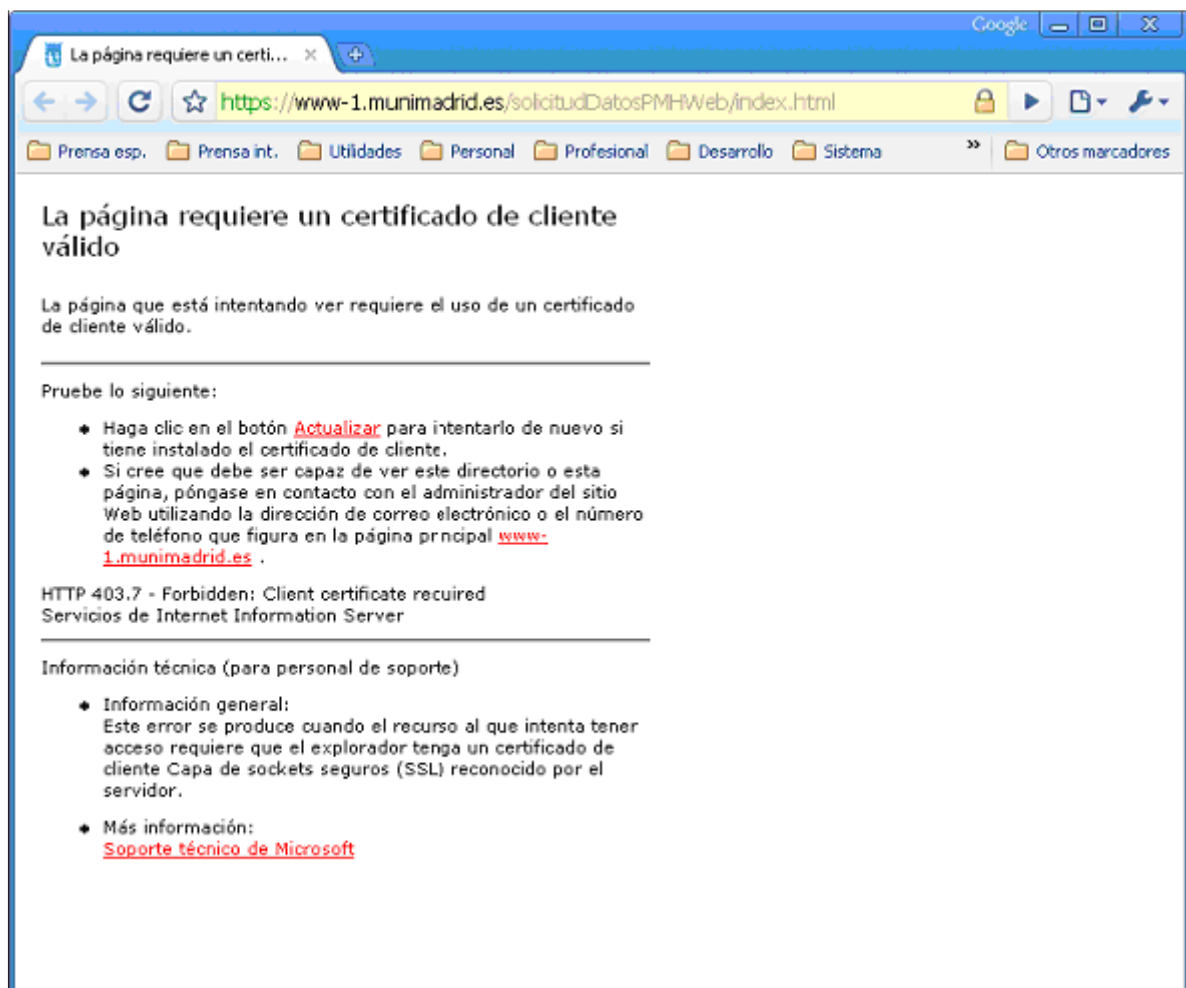 Google
La página requiere un certi...
https://www-1.munimadrid.es/solicitudDatosPMHWeb/index.html
Prensa esp. Prensa int. Utilidades Personal Profesional Desarrollo Sistema » Otros marcadores
La página requiere un certificado de cliente
válido
La página que está intentando ver requiere el uso de un certificado
de cliente válido.
Pruebe lo siguiente:
Haga clic en el botón Actualizar para intentarlo de nuevo si
tiene instalado el certificado de cliente.
Si cree que debe ser capaz de ver este directorio o esta
página, póngase en contacto con el administrador del sitio
Web utilizando la dirección de correo electrónico o el número
de teléfono que figura en la página principal www-
1.munimadrid.es .
HTTP 403.7 - Forbidden: Client certificate required
Servicios de Internet Information Server
Información técnica (para personal de soporte)
Información general:
Este error se produce cuando el recurso al que intenta tener
acceso requiere que el explorador tenga un certificado de
cliente Capa de sockets seguros (SSL) reconocido por el
servidor.
Más información:
Soporte técnico de Microsoft